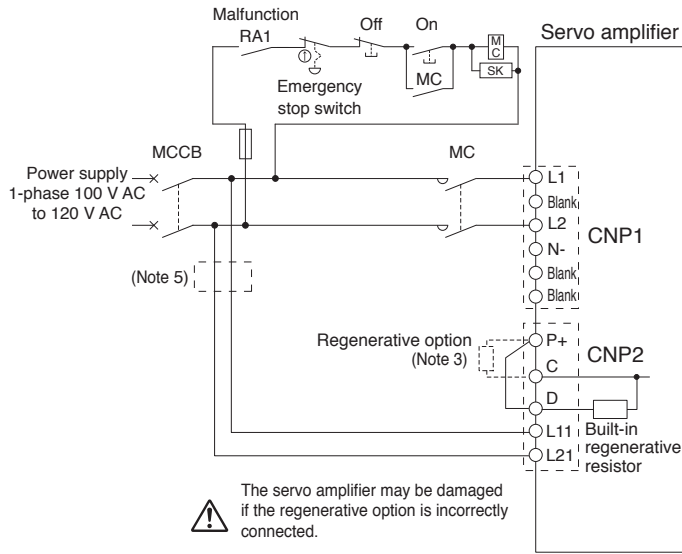 Malfunction
RA1
Off
On
M
C
SK
MC
Emergency
stop switch
Servo amplifier
MCCB
MC
Power supply
1-phase 100 V AC
to 120 V AC
L1
Blank
L2
N-
Blank
Blank
CNP1
(Note 5)
Regenerative option
(Note 3)
P+
C
D
L11
L21
CNP2
Built-in
regenerative
resistor
The servo amplifier may be damaged
if the regenerative option is incorrectly
connected.